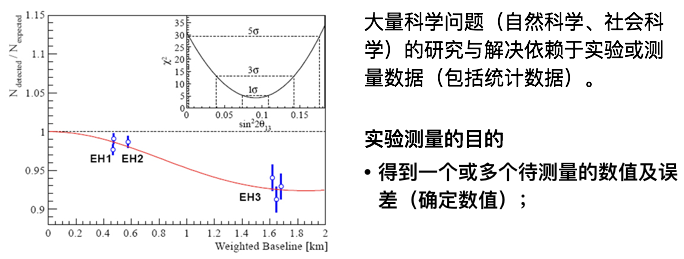 N detected / N expected
1.15
1.1
1.05
1
0.95
0.9
0
0.2
0.4
0.6
0.8
1
1.2
1.4
1.6
1.8
2
Weighted Baseline [km]
EH1
EH2
EH3
χ²
35
30
25
20
15
10
5
0
0
0.05
0.1
0.15
sin²2θ₁₃
5σ
3σ
1σ
大量科学问题（自然科学、社会科
学）的研究与解决依赖于实验或测
量数据（包括统计数据）。
实验测量的目的
• 得到一个或多个待测量的数值及误
差（确定数值）；